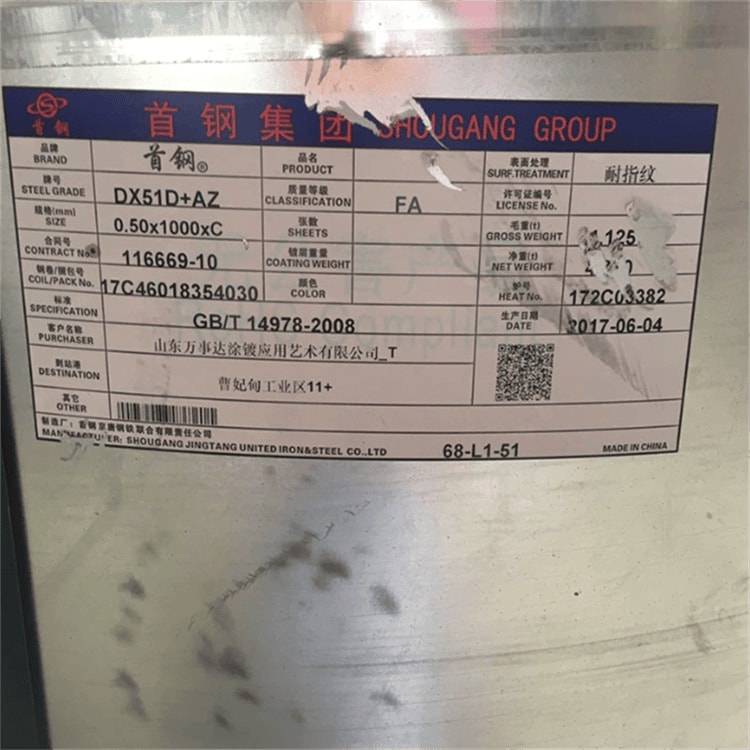 首钢 首钢集团 SHOUGANG GROUP
品牌 BRAND 首钢® 品名 PRODUCT 表面处理 SURF.TREATMENT 耐指纹
牌号 STEEL GRADE DX51D+AZ 质量等级 CLASSIFICATION FA 许可证编号 LICENSE No.
规格(mm) SIZE 0.50x1000xC 张数 SHEETS 毛重(t) GROSS WEIGHT
合同号 CONTRACT No. 116669-10 镀层重量 COATING WEIGHT 净重(t) NET WEIGHT
钢卷/捆包号 COIL/PACK No. 17C46018354030 颜色 COLOR 炉号 HEAT No. 172C03382
标准 SPECIFICATION GB/T 14978-2008 生产日期 DATE 2017-06-04
客户名称 PURCHASER 山东万事达涂镀应用艺术有限公司_T
到站港 DESTINATION 曹妃甸工业区11+
其它 OTHER
制造厂：首钢京唐钢铁联合有限责任公司
MANUFACTURER: SHOUGANG JINGTANG UNITED IRON&STEEL CO.,LTD 68-L1-51 MADE IN CHINA